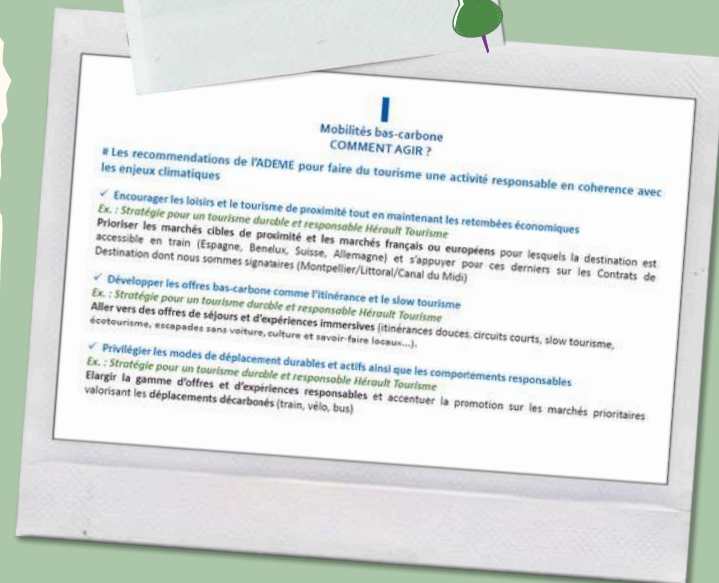 Mobilités bas-carbone
COMMENT AGIR ?
# Les recommendations de l'ADEME pour faire du tourisme une activité responsable en coherence avec
les enjeux climatiques
✓ Encourager les loisirs et le tourisme de proximité tout en maintenant les retombées économiques
Ex. : Stratégie pour un tourisme durable et responsable Hérault Tourisme
Prioriser les marchés cibles de proximité et les marchés français ou européens pour lesquels la destination est
accessible en train (Espagne, Benelux, Suisse, Allemagne) et s'appuyer pour ces derniers sur les Contrats de
Destination dont nous sommes signataires (Montpellier/Littoral/Canal du Midi)
✓ Développer les offres bas-carbone comme l'itinérance et le slow tourisme
Ex. : Stratégie pour un tourisme durable et responsable Hérault Tourisme
Aller vers des offres de séjours et d'expériences immersives (itinérances douces, circuits courts, slow tourisme,
écotourisme, escapades sans voiture, culture et savoir-faire locaux...).
✓ Privilégier les modes de déplacement durables et actifs ainsi que les comportements responsables
Ex. : Stratégie pour un tourisme durable et responsable Hérault Tourisme
Elargir la gamme d'offres et d'expériences responsables et accentuer la promotion sur les marchés prioritaires
valorisant les déplacements décarbonés (train, vélo, bus)